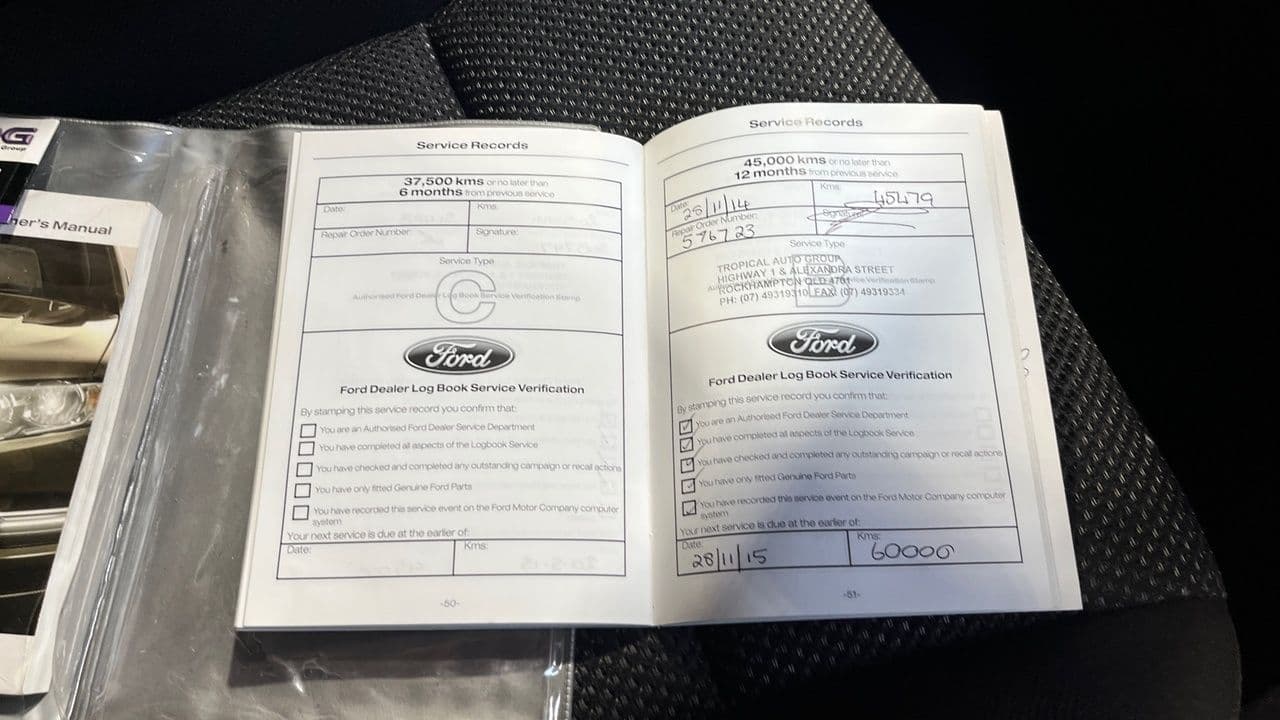 G
Group
ner's Manual
Service Records
37,500 kms or no later than
6 months from previous service
Date:
Kms:
Repair Order Number:
Signature:
Service Type
C
Authorised Ford Dealer Log Book Service Verification Stamp
Ford
Ford Dealer Log Book Service Verification
By stamping this service record you confirm that:
You are an Authorised Ford Dealer Service Department
You have completed all aspects of the Logbook Service
You have checked and completed any outstanding campaign or recall actions
You have only fitted Genuine Ford Parts
You have recorded this service event on the Ford Motor Company computer
system
Your next service is due at the earlier of:
Date:
Kms:
-50-
Service Records
45,000 kms or no later than
12 months from previous service
Date:
28/11/14
Kms:
45479
Repair Order Number:
576723
Signature:
Service Type
B
TROPICAL AUTO GROUP
HIGHWAY 1 & ALEXANDRA STREET
ROCKHAMPTON QLD 4701
Service Verification Stamp
PH: (07) 49319310 FAX: (07) 49319334
Ford
Ford Dealer Log Book Service Verification
By stamping this service record you confirm that:
You are an Authorised Ford Dealer Service Department
You have completed all aspects of the Logbook Service
You have checked and completed any outstanding campaign or recall actions
You have only fitted Genuine Ford Parts
You have recorded this service event on the Ford Motor Company computer
system
Your next service is due at the earlier of:
Date:
28/11/15
Kms:
60000
-51-